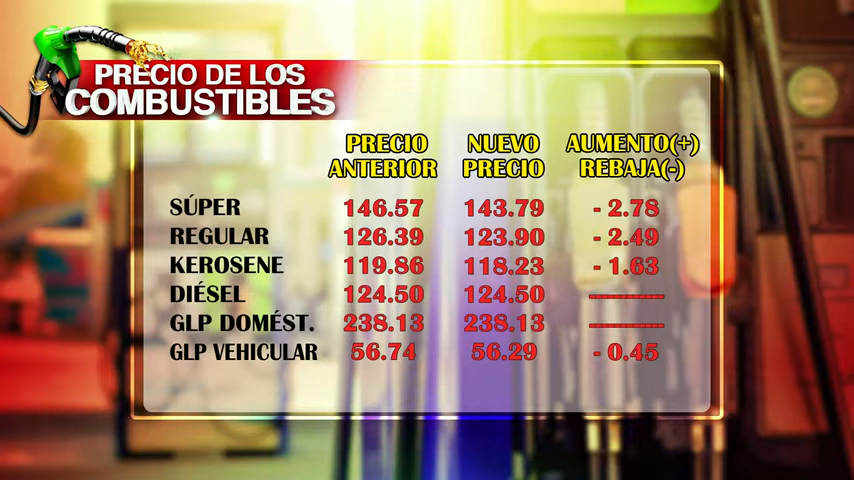 PRECIO DE LOS
COMBUSTIBLES
PRECIO ANTERIOR NUEVO PRECIO AUMENTO(+) REBAJA(-)
SÚPER 146.57 143.79 - 2.78
REGULAR 126.39 123.90 - 2.49
KEROSENE 119.86 118.23 - 1.63
DIÉSEL 124.50 124.50 ----------
GLP DOMÉST. 238.13 238.13 ----------
GLP VEHICULAR 56.74 56.29 - 0.45